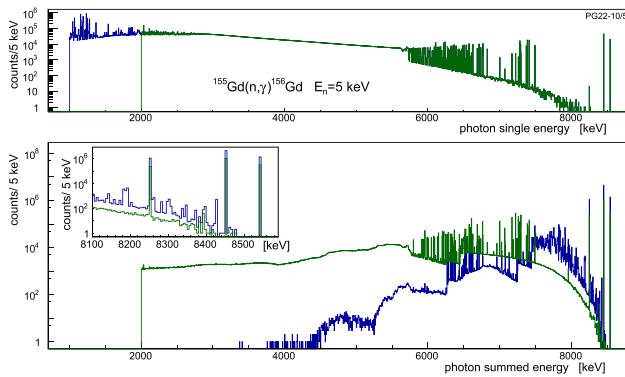 PG22-10/5
counts/5 keV
10⁶
10⁵
10⁴
10³
10²
10
1
¹⁵⁵Gd(n,γ)¹⁵⁶Gd Eₙ=5 keV
2000 4000 6000 8000
photon single energy [keV]
counts/ 5 keV
10⁸
10⁶
10⁴
10²
1
counts/ 5 keV
10⁶
10⁴
10²
1
8100 8200 8300 8400 8500 [keV]
2000 4000 6000 8000
photon summed energy [keV]